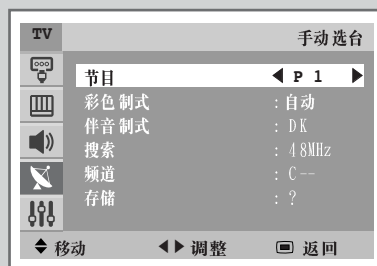 TV 手动选台
节目 ◀ P 1 ▶
彩色制式 : 自动
伴音制式 : DK
搜索 : 48MHz
频道 : C--
存储 : ?
移动 调整 返回